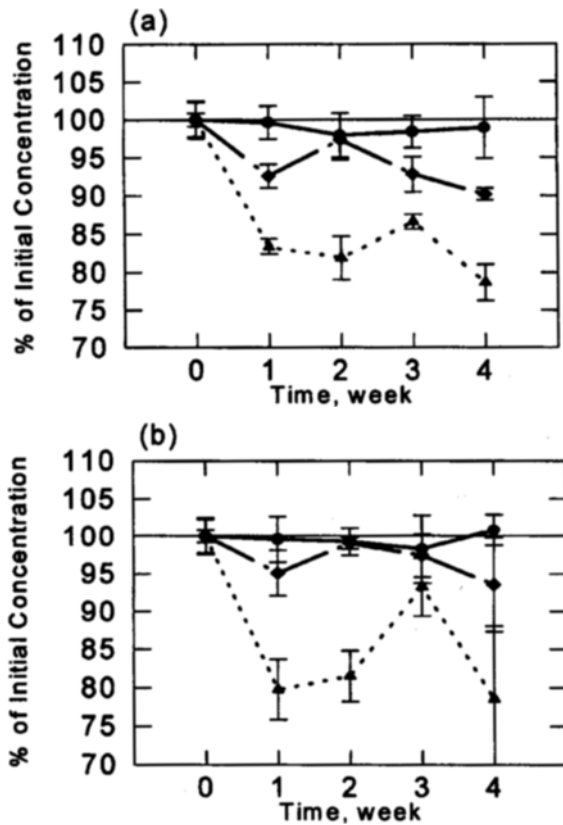 (a)
% of Initial Concentration
110
105
100
95
90
85
80
75
70
0 1 2 3 4
Time, week
(b)
% of Initial Concentration
110
105
100
95
90
85
80
75
70
0 1 2 3 4
Time, week